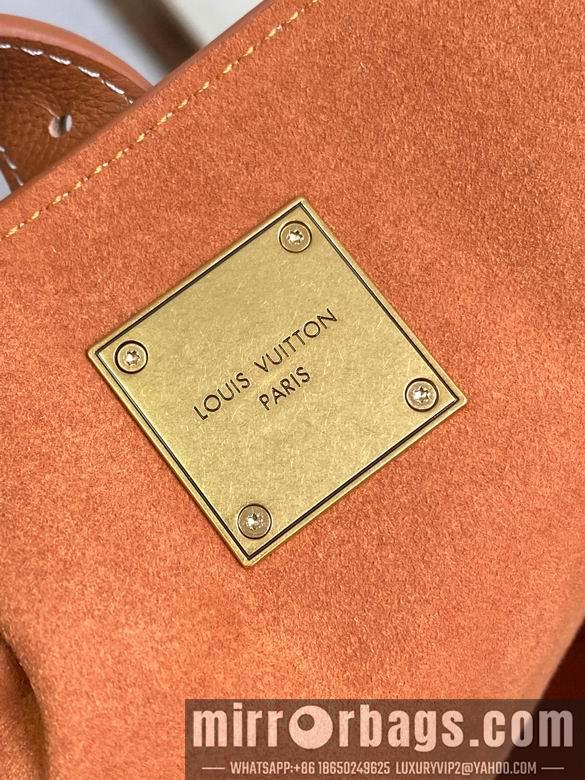 LOUIS VUITTON
PARIS
mirrorbags.com
WHATSAPP:+86 18650249625 LUXURYVIP2@YAHOO.COM